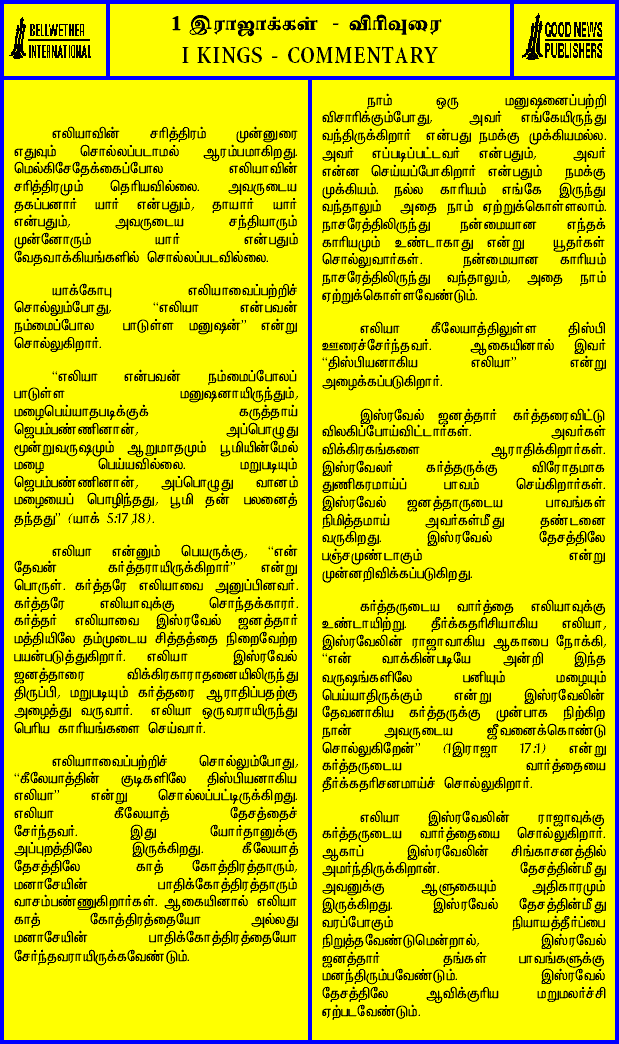 BELLWETHER
INTERNATIONAL
1 இராஜாக்கள் - விரிவுரை
I KINGS - COMMENTARY
GOOD NEWS
PUBLISHERS
எலியாவின் சரித்திரம் முன்னுரை
எதுவும் சொல்லப்படாமல் ஆரம்பமாகிறது.
மெல்கிசேதேக்கைப்போல எலியாவின்
சரித்திரமும் தெரியவில்லை. அவருடைய
தகப்பனார் யார் என்பதும், தாயார் யார்
என்பதும், அவருடைய சந்தியாரும்
முன்னோரும் யார் என்பதும்
வேதவாக்கியங்களில் சொல்லப்படவில்லை.
யாக்கோபு எலியாவைப்பற்றிச்
சொல்லும்போது, “எலியா என்பவன்
நம்மைப்போல பாடுள்ள மனுஷன்” என்று
சொல்லுகிறார்.
“எலியா என்பவன் நம்மைப்போலப்
பாடுள்ள மனுஷனாயிருந்தும்,
மழைபெய்யாதபடிக்குக் கருத்தாய்
ஜெபம்பண்ணினான், அப்பொழுது
மூன்றுவருஷமும் ஆறுமாதமும் பூமியின்மேல்
மழை பெய்யவில்லை. மறுபடியும்
ஜெபம்பண்ணினான், அப்பொழுது வானம்
மழையைப் பொழிந்தது, பூமி தன் பலனைத்
தந்தது” (யாக் 5:17,18).
எலியா என்னும் பெயருக்கு, “என்
தேவன் கர்த்தராயிருக்கிறார்” என்று
பொருள். கர்த்தரே எலியாவை அனுப்பினவர்.
கர்த்தரே எலியாவுக்கு சொந்தக்காரர்.
கர்த்தர் எலியாவை இஸ்ரவேல் ஜனத்தார்
மத்தியிலே தம்முடைய சித்தத்தை நிறைவேற்ற
பயன்படுத்துகிறார். எலியா இஸ்ரவேல்
ஜனத்தாரை விக்கிரகாராதனையிலிருந்து
திருப்பி, மறுபடியும் கர்த்தரை ஆராதிப்பதற்கு
அழைத்து வருவார். எலியா ஒருவராயிருந்து
பெரிய காரியங்களை செய்வார்.
எலியாாவைப்பற்றிச் சொல்லும்போது,
“கீலேயாத்தின் குடிகளிலே திஸ்பியனாகிய
எலியா” என்று சொல்லப்பட்டிருக்கிறது.
எலியா கீலேயாத் தேசத்தைச்
சேர்ந்தவர். இது யோர்தானுக்கு
அப்புறத்திலே இருக்கிறது. கீலேயாத்
தேசத்திலே காத் கோத்திரத்தாரும்,
மனாசேயின் பாதிக்கோத்திரத்தாரும்
வாசம்பண்ணுகிறார்கள். ஆகையினால் எலியா
காத் கோத்திரத்தையோ அல்லது
மனாசேயின் பாதிக்கோத்திரத்தையோ
சேர்ந்தவராயிருக்கவேண்டும்.
நாம் ஒரு மனுஷனைப்பற்றி
விசாரிக்கும்போது, அவர் எங்கேயிருந்து
வந்திருக்கிறார் என்பது நமக்கு முக்கியமல்ல.
அவர் எப்படிப்பட்டவர் என்பதும், அவர்
என்ன செய்யப்போகிறார் என்பதும் நமக்கு
முக்கியம். நல்ல காரியம் எங்கே இருந்து
வந்தாலும் அதை நாம் ஏற்றுக்கொள்ளலாம்.
நாசரேத்திலிருந்து நன்மையான எந்தக்
காரியமும் உண்டாகாது என்று யூதர்கள்
சொல்லுவார்கள். நன்மையான காரியம்
நாசரேத்திலிருந்து வந்தாலும், அதை நாம்
ஏற்றுக்கொள்ளவேண்டும்.
எலியா கீலேயாத்திலுள்ள திஸ்பி
ஊரைச்சேர்ந்தவர். ஆகையினால் இவர்
“திஸ்பியனாகிய எலியா” என்று
அழைக்கப்படுகிறார்.
இஸ்ரவேல் ஜனத்தார் கர்த்தரைவிட்டு
விலகிப்போய்விட்டார்கள். அவர்கள்
விக்கிரகங்களை ஆராதிக்கிறார்கள்.
இஸ்ரவேலர் கர்த்தருக்கு விரோதமாக
துணிகரமாய்ப் பாவம் செய்கிறார்கள்.
இஸ்ரவேல் ஜனத்தாருடைய பாவங்கள்
நிமித்தமாய் அவர்கள்மீது தண்டனை
வருகிறது. இஸ்ரவேல் தேசத்திலே
பஞ்சமுண்டாகும் என்று
முன்னறிவிக்கப்படுகிறது.
கர்த்தருடைய வார்த்தை எலியாவுக்கு
உண்டாயிற்று. தீர்க்கதரிசியாகிய எலியா,
இஸ்ரவேலின் ராஜாவாகிய ஆகாபை நோக்கி,
“என் வாக்கின்படியே அன்றி இந்த
வருஷங்களிலே பனியும் மழையும்
பெய்யாதிருக்கும் என்று இஸ்ரவேலின்
தேவனாகிய கர்த்தருக்கு முன்பாக நிற்கிற
நான் அவருடைய ஜீவனைக்கொண்டு
சொல்லுகிறேன்” (1இராஜா 17:1) என்று
கர்த்தருடைய வார்த்தையை
தீர்க்கதரிசனமாய்ச் சொல்லுகிறார்.
எலியா இஸ்ரவேலின் ராஜாவுக்கு
கர்த்தருடைய வார்த்தையை சொல்லுகிறார்.
ஆகாப் இஸ்ரவேலின் சிங்காசனத்தில்
அமர்ந்திருக்கிறான். தேசத்தின்மீது
அவனுக்கு ஆளுகையும் அதிகாரமும்
இருக்கிறது. இஸ்ரவேல் தேசத்தின்மீது
வரப்போகும் நியாயத்தீர்ப்பை
நிறுத்தவேண்டுமென்றால், இஸ்ரவேல்
ஜனத்தார் தங்கள் பாவங்களுக்கு
மனந்திரும்பவேண்டும். இஸ்ரவேல்
தேசத்திலே ஆவிக்குரிய மறுமலர்ச்சி
ஏற்படவேண்டும்.